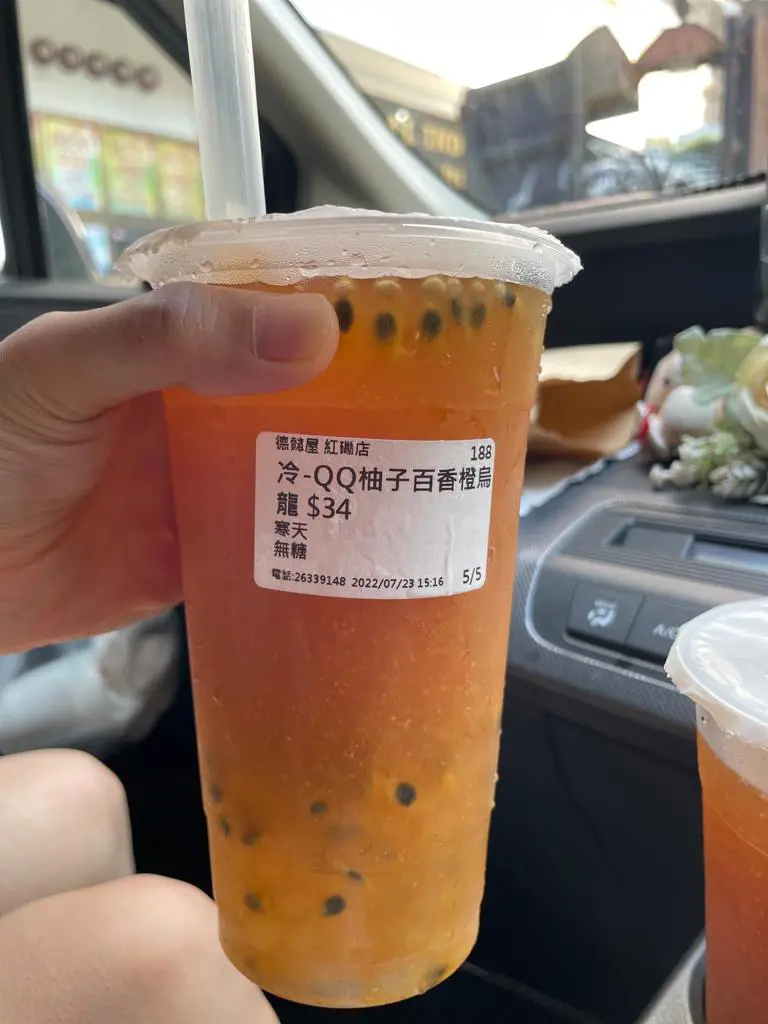 德懿屋 紅磡店 188
冷-QQ柚子百香橙烏
龍 $34
寒天
無糖
電話:26339148 2022/07/23 15:16 5/5
A/C